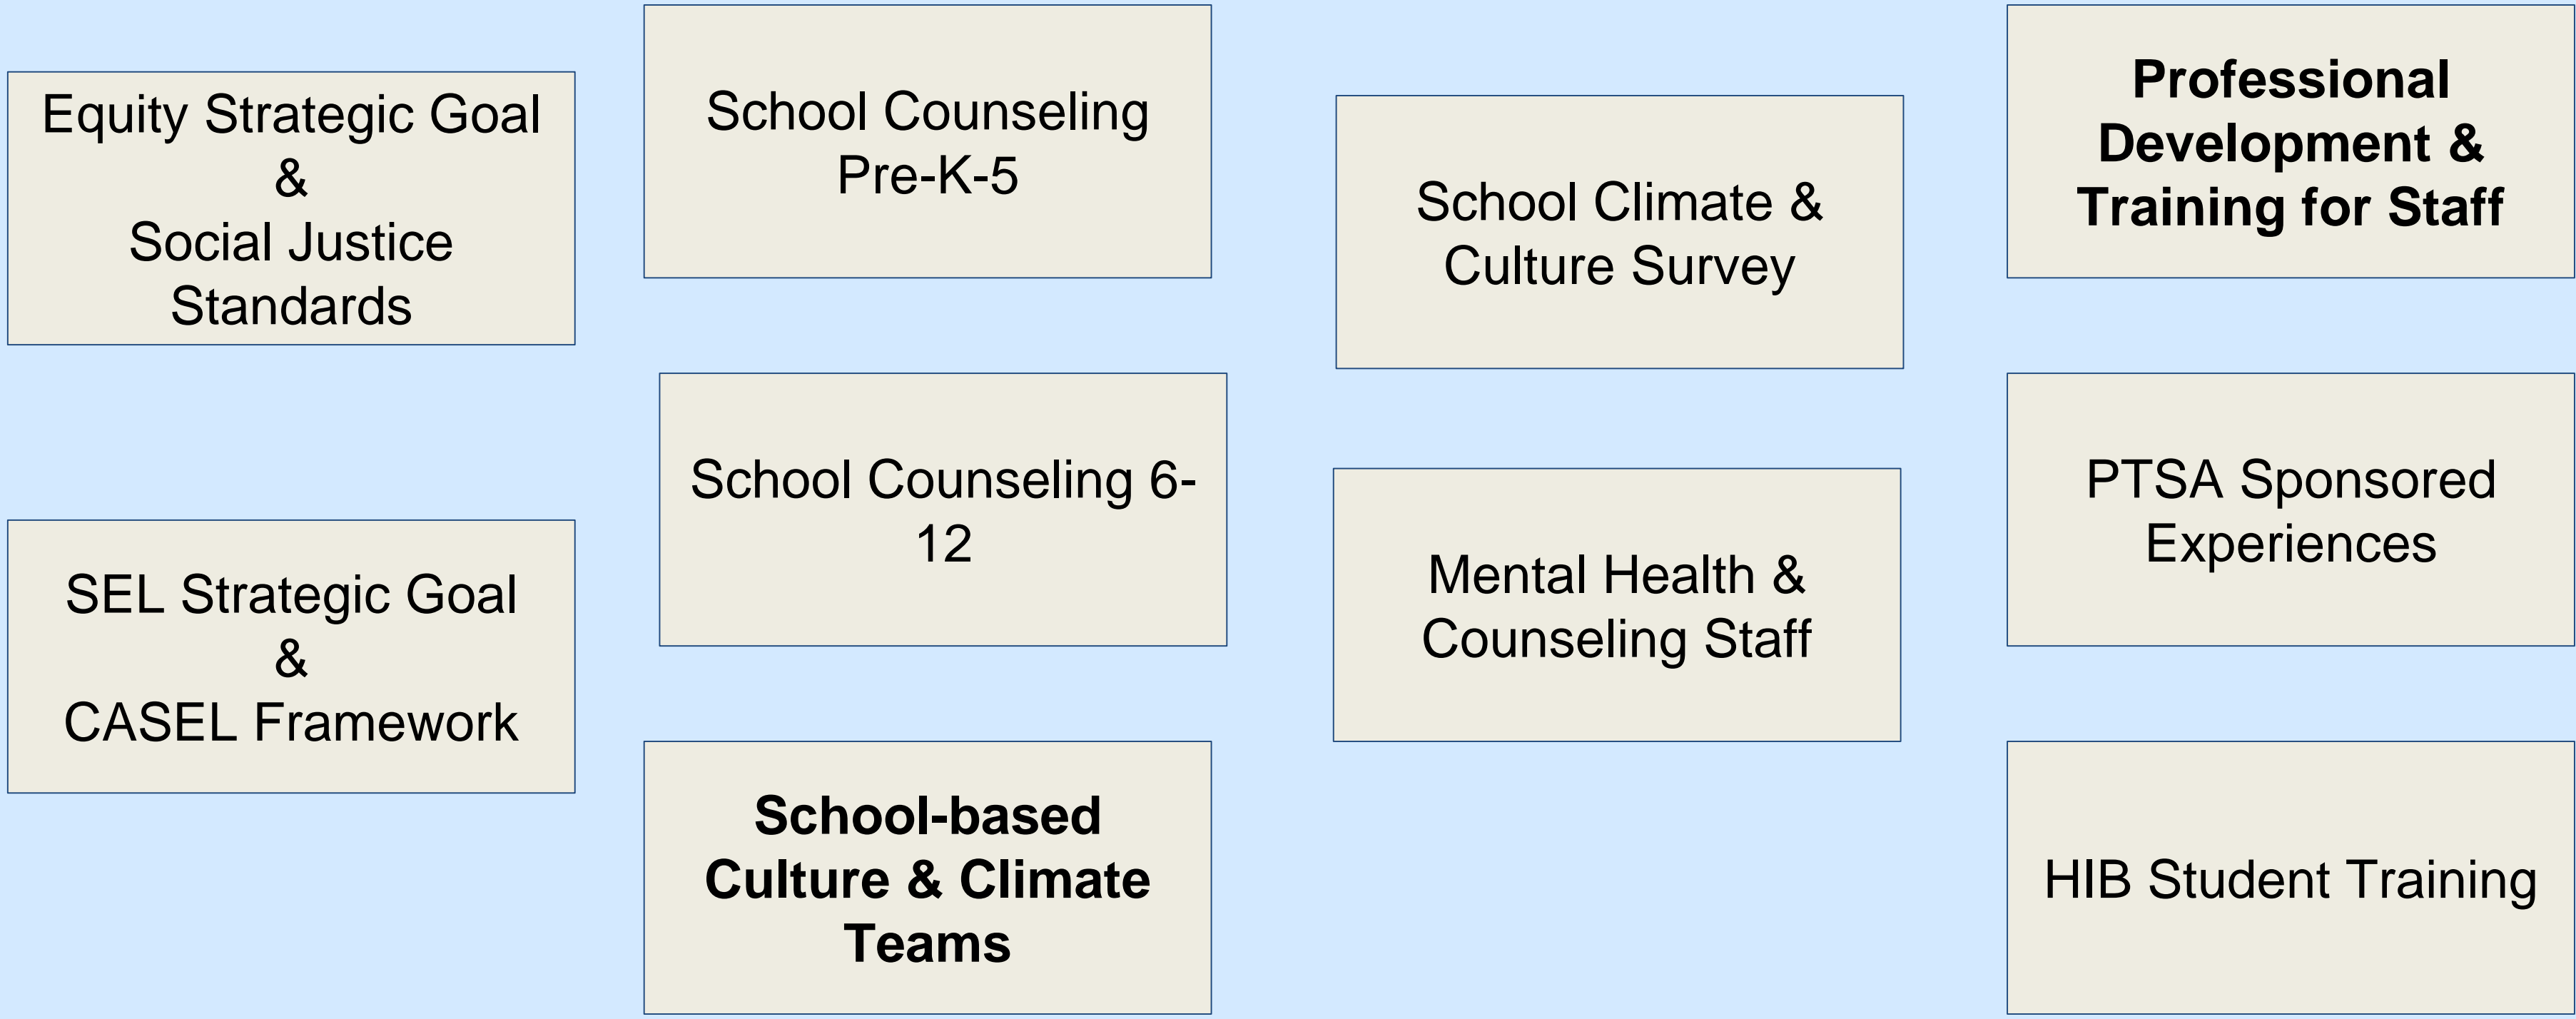 Equity Strategic Goal
&
Social Justice
Standards
SEL Strategic Goal
&
CASEL Framework
School Counseling
Pre-K-5
School Counseling 6-
12
School-based
Culture & Climate
Teams
School Climate &
Culture Survey
Mental Health &
Counseling Staff
Professional
Development &
Training for Staff
PTSA Sponsored
Experiences
HIB Student Training